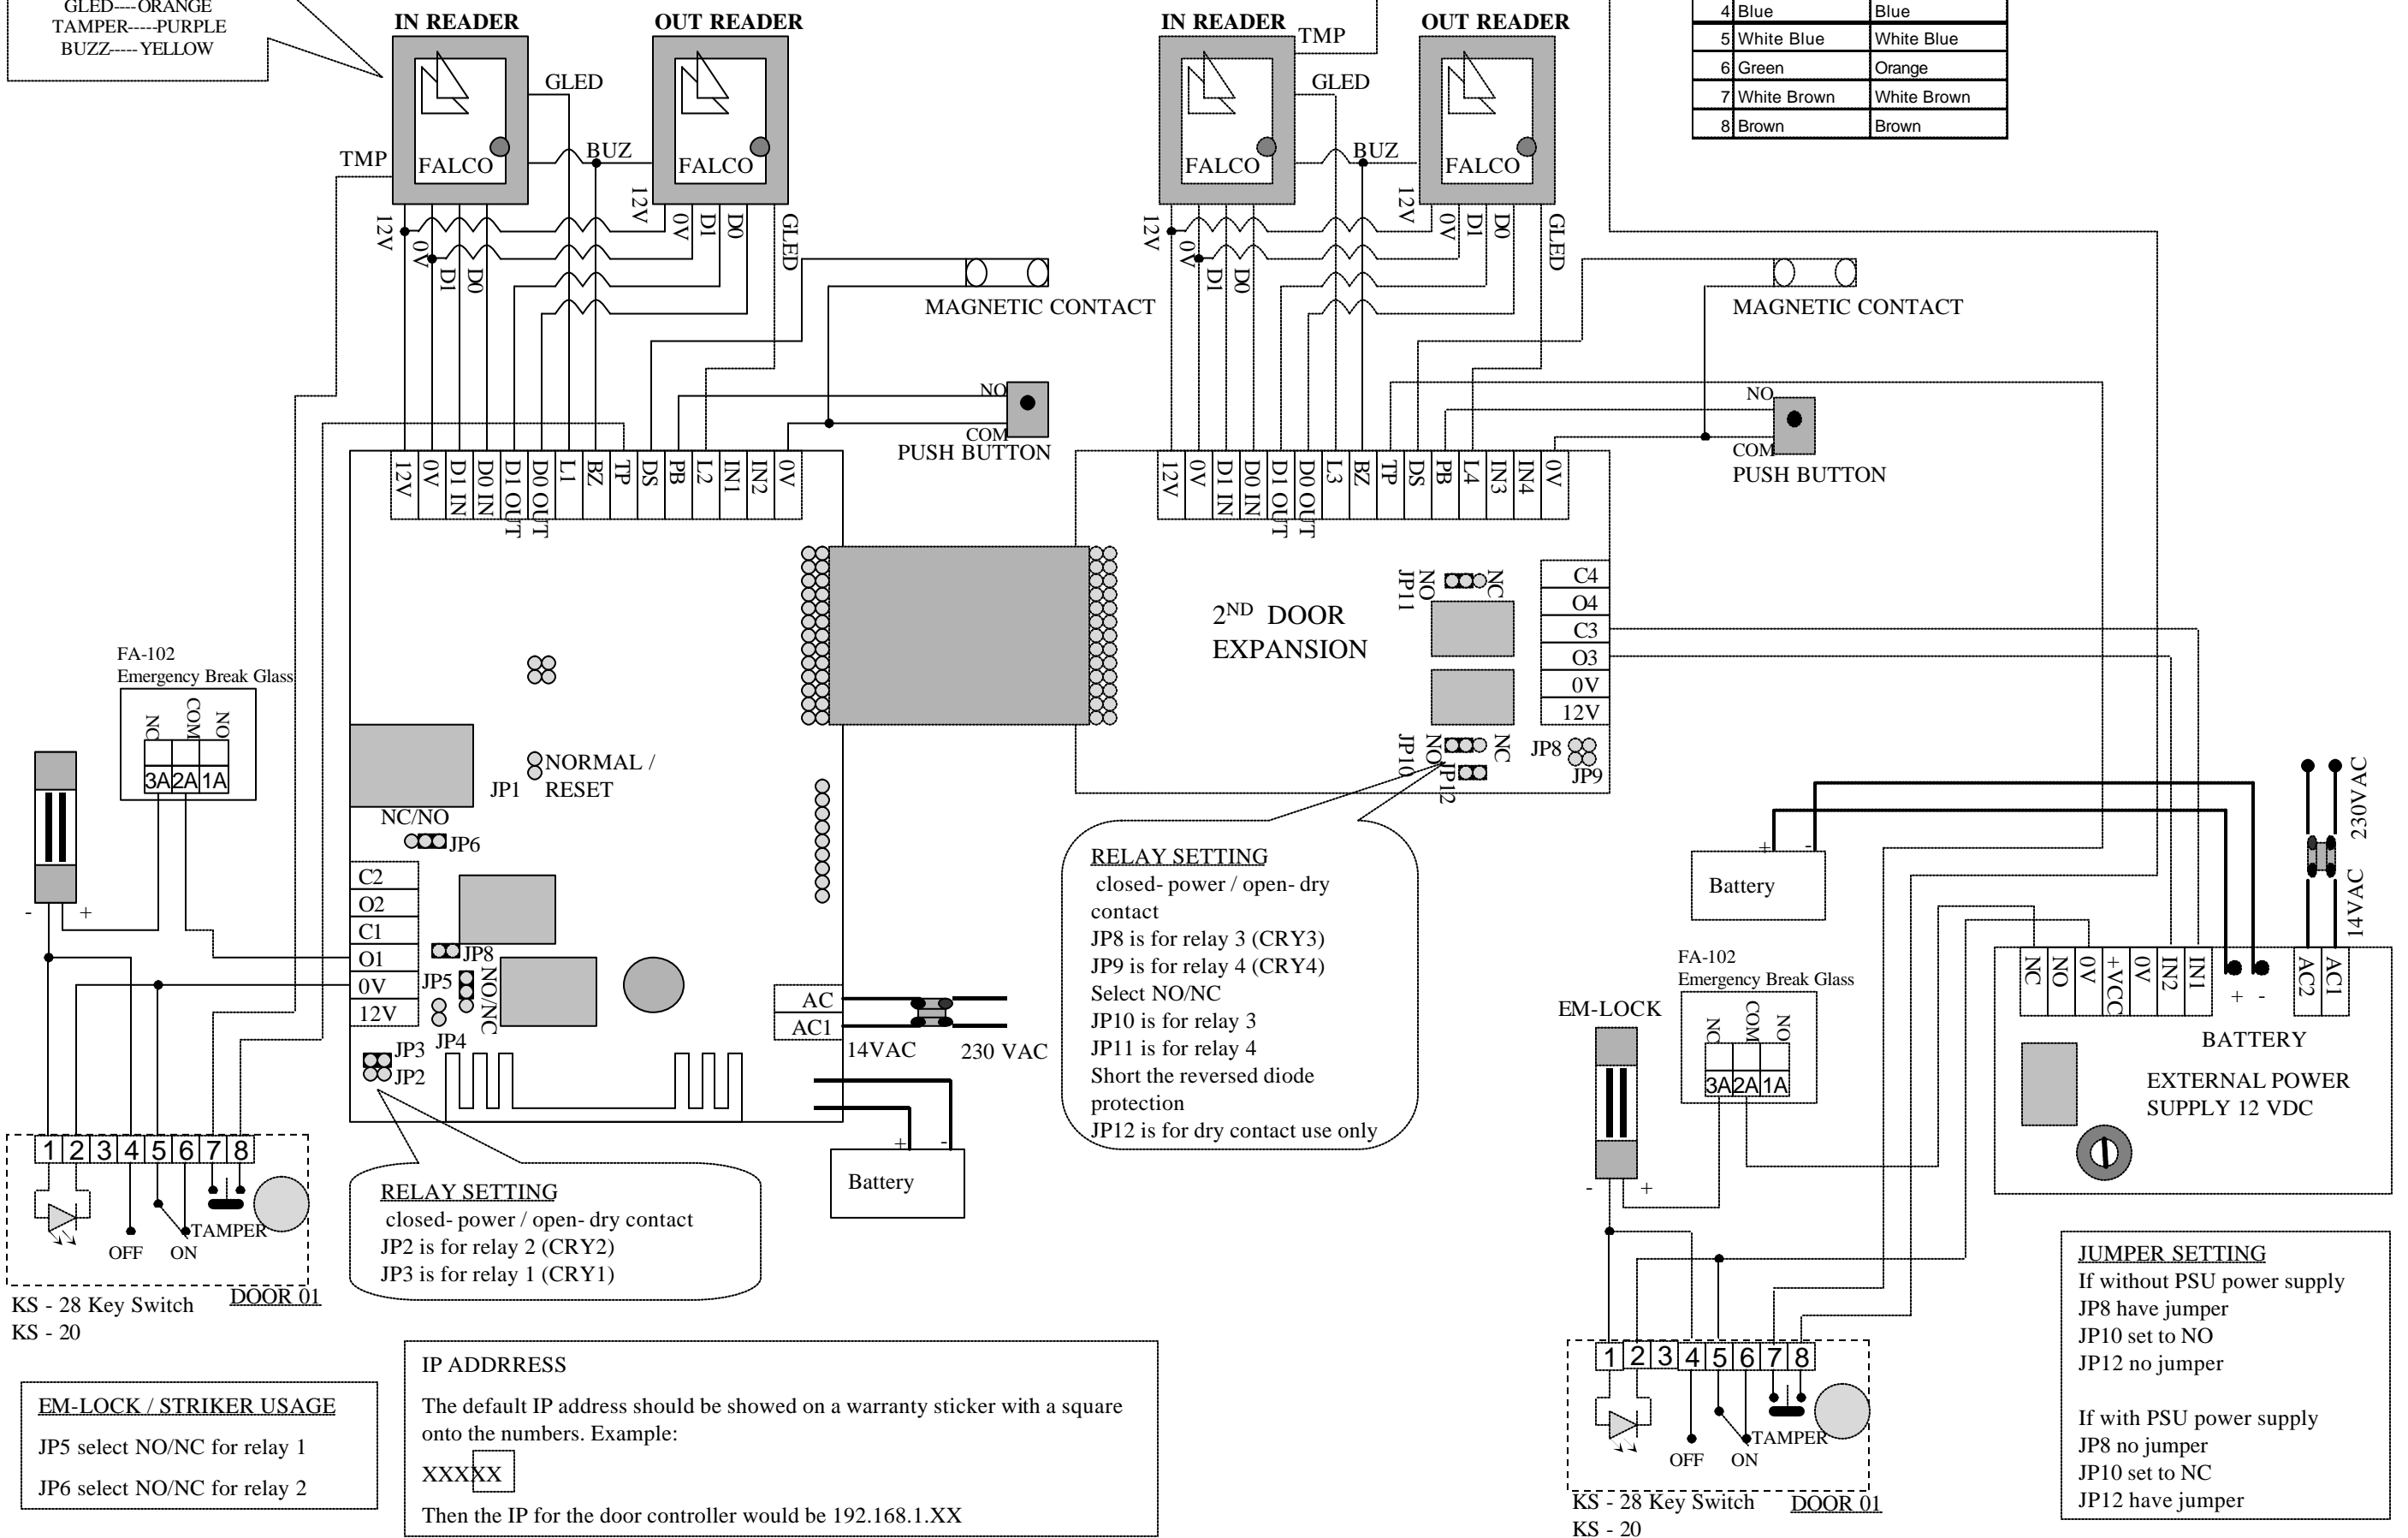 GLED----ORANGE
TAMPER-----PURPLE
BUZZ-----YELLOW
IN READER
OUT READER
GLED
TMP
FALCO
BUZ
FALCO
12V
0V
D1
D0
12V
0V
D1
D0
GLED
MAGNETIC CONTACT
NO
COM
PUSH BUTTON
12V
0V
D1 IN
D0 IN
D1 OUT
D0 OUT
L1
BZ
TP
DS
PB
L2
IN1
IN2
0V
IN READER
OUT READER
TMP
GLED
FALCO
BUZ
FALCO
12V
0V
D1
D0
12V
0V
D1
D0
GLED
MAGNETIC CONTACT
NO
COM
PUSH BUTTON
12V
0V
D1 IN
D0 IN
D1 OUT
D0 OUT
L3
BZ
TP
DS
PB
L4
IN3
IN4
0V
4 Blue Blue
5 White Blue White Blue
6 Green Orange
7 White Brown White Brown
8 Brown Brown
2ND DOOR
EXPANSION
JP11
NO
NC
C4
O4
C3
O3
0V
12V
JP10
NO
NC
JP12
JP8
JP9
FA-102
Emergency Break Glass
NC
COM
NO
3A 2A 1A
- +
JP1
NORMAL /
RESET
NC/NO
JP6
C2
O2
C1
O1
0V
12V
JP8
JP5
NO/NC
JP4
JP3
JP2
AC
AC1
14VAC
230 VAC
+ -
Battery
1 2 3 4 5 6 7 8
TAMPER
OFF
ON
KS - 28 Key Switch
DOOR 01
KS - 20
RELAY SETTING
closed- power / open- dry contact
JP2 is for relay 2 (CRY2)
JP3 is for relay 1 (CRY1)
RELAY SETTING
closed- power / open- dry
contact
JP8 is for relay 3 (CRY3)
JP9 is for relay 4 (CRY4)
Select NO/NC
JP10 is for relay 3
JP11 is for relay 4
Short the reversed diode
protection
JP12 is for dry contact use only
+ -
Battery
230VAC
14VAC
FA-102
Emergency Break Glass
EM-LOCK
NC
COM
NO
3A 2A 1A
- +
NC
NO
0V
+VCC
0V
IN2
IN1
+ -
AC2
AC1
BATTERY
EXTERNAL POWER
SUPPLY 12 VDC
1 2 3 4 5 6 7 8
TAMPER
OFF
ON
KS - 28 Key Switch
DOOR 01
KS - 20
JUMPER SETTING
If without PSU power supply
JP8 have jumper
JP10 set to NO
JP12 no jumper
If with PSU power supply
JP8 no jumper
JP10 set to NC
JP12 have jumper
EM-LOCK / STRIKER USAGE
JP5 select NO/NC for relay 1
JP6 select NO/NC for relay 2
IP ADDRRESS
The default IP address should be showed on a warranty sticker with a square
onto the numbers. Example:
XXXXX
Then the IP for the door controller would be 192.168.1.XX